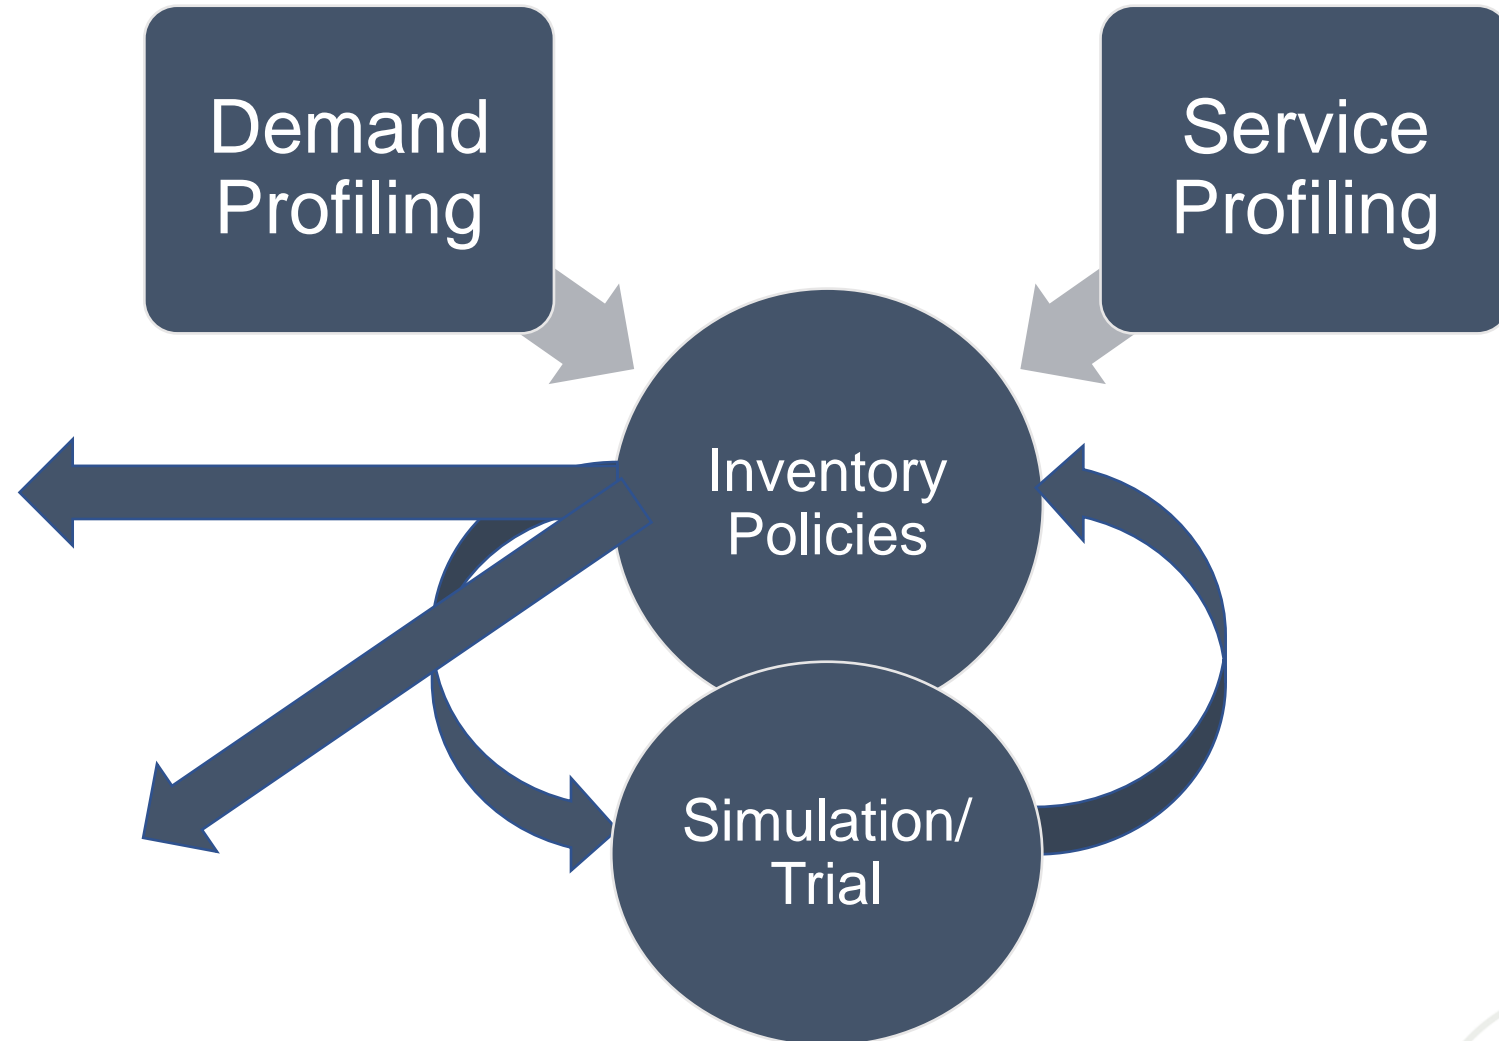 Demand
Profiling
Service
Profiling
Inventory
Policies
Simulation/
Trial